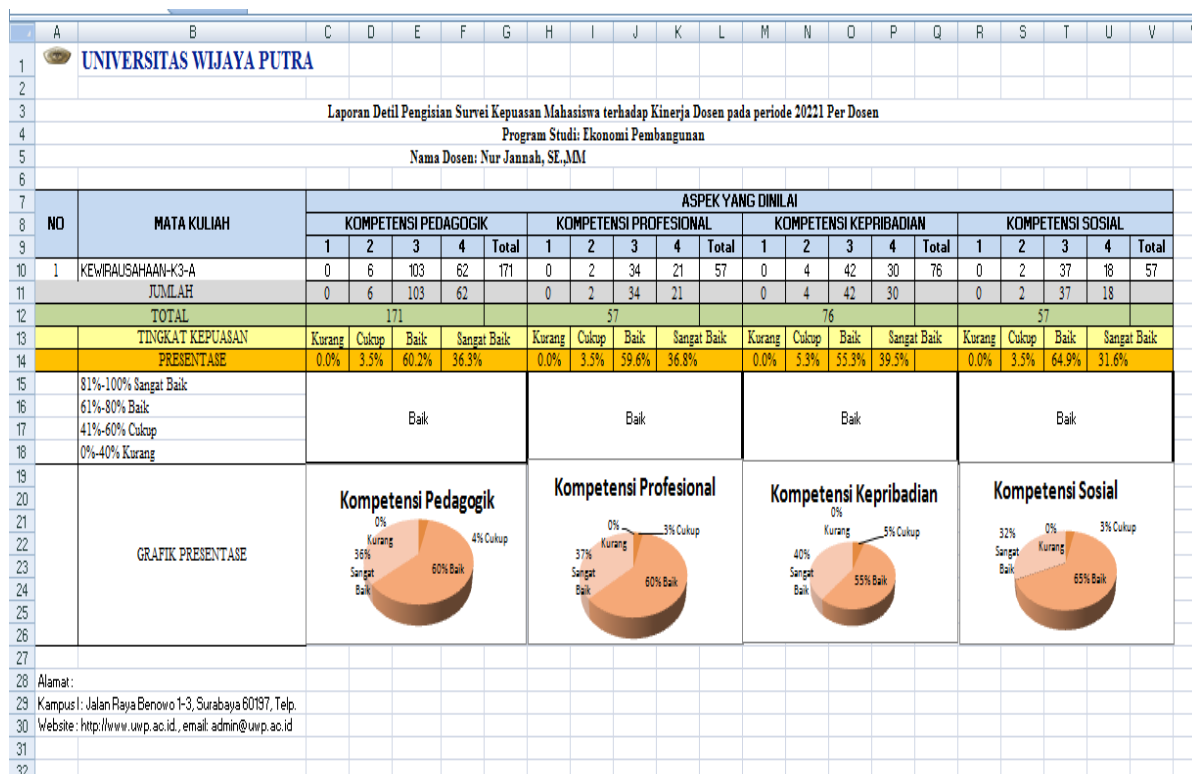 A B C D E F G H I J K L M N O P Q R S T U V
1 UNIVERSITAS WIJAYA PUTRA
2
3 Laporan Detil Pengisian Survei Kepuasan Mahasiswa terhadap Kinerja Dosen pada periode 20221 Per Dosen
4 Program Studi: Ekonomi Pembangunan
5 Nama Dosen: Nur Jannah, SE.,MM
6
7 ASPEK YANG DINILAI
8 NO MATA KULIAH KOMPETENSI PEDAGOGIK KOMPETENSI PROFESIONAL KOMPETENSI KEPRIBADIAN KOMPETENSI SOSIAL
9 1 2 3 4 Total 1 2 3 4 Total 1 2 3 4 Total 1 2 3 4 Total
10 1 KEWIRAUSAHAAN-K3-A 0 6 103 62 171 0 2 34 21 57 0 4 42 30 76 0 2 37 18 57
11 JUMLAH 0 6 103 62 0 2 34 21 0 4 42 30 0 2 37 18
12 TOTAL 171 57 76 57
13 TINGKAT KEPUASAN Kurang Cukup Baik Sangat Baik Kurang Cukup Baik Sangat Baik Kurang Cukup Baik Sangat Baik Kurang Cukup Baik Sangat Baik
14 PRESENTASE 0.0% 3.5% 60.2% 36.3% 0.0% 3.5% 59.6% 36.8% 0.0% 5.3% 55.3% 39.5% 0.0% 3.5% 64.9% 31.6%
15 81%-100% Sangat Baik
16 61%-80% Baik
17 41%-60% Cukup
18 0%-40% Kurang
Baik Baik Baik Baik
19
20
21
22
23
24
25
26
GRAFIK PRESENTASE
Kompetensi Pedagogik
0% Kurang
4% Cukup
36% Sangat Baik
60% Baik
Kompetensi Profesional
0% Kurang
3% Cukup
37% Sangat Baik
60% Baik
Kompetensi Kepribadian
0% Kurang
5% Cukup
40% Sangat Baik
55% Baik
Kompetensi Sosial
0% Kurang
3% Cukup
32% Sangat Baik
65% Baik
27
28 Alamat :
29 Kampus I : Jalan Raya Benowo 1-3, Surabaya 60197, Telp.
30 Website : http://www.uwp.ac.id., email: admin@uwp.ac.id
31
32